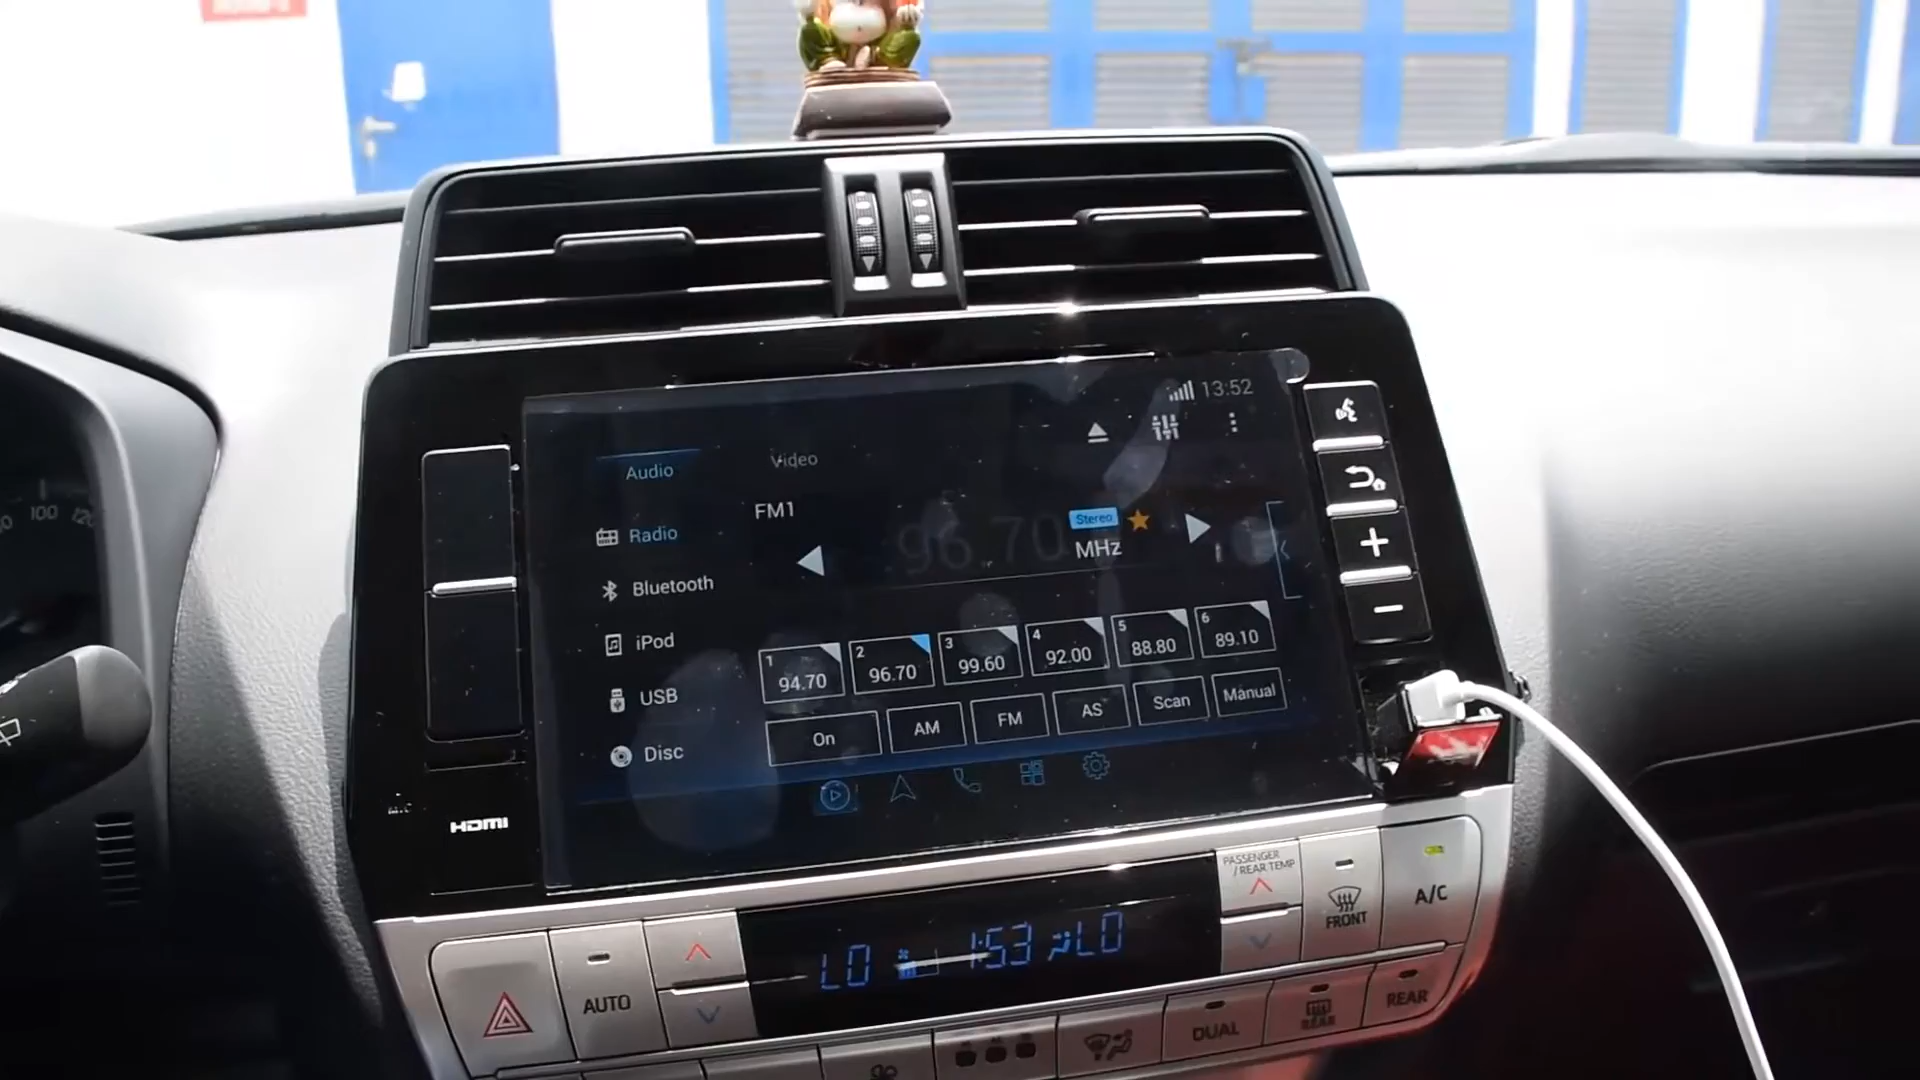 13:52
Audio
Video
FM1
96.70
Stereo
MHz
Radio
Bluetooth
iPod
USB
Disc
1
94.70
2
96.70
3
99.60
4
92.00
5
88.80
6
89.10
On
AM
FM
AS
Scan
Manual
HDMI
100
120
LO
1:53
LO
PASSENGER
/ REAR TEMP
FRONT
A/C
AUTO
DUAL
REAR
REAR